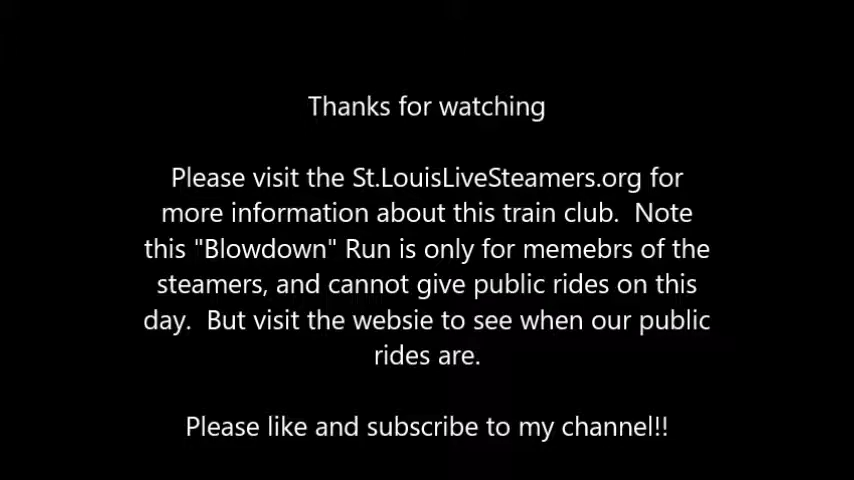 Thanks for watching
Please visit the St.LouisLiveSteamers.org for
more information about this train club.  Note
this "Blowdown" Run is only for memebrs of the
steamers, and cannot give public rides on this
day.  But visit the websie to see when our public
rides are.
Please like and subscribe to my channel!!